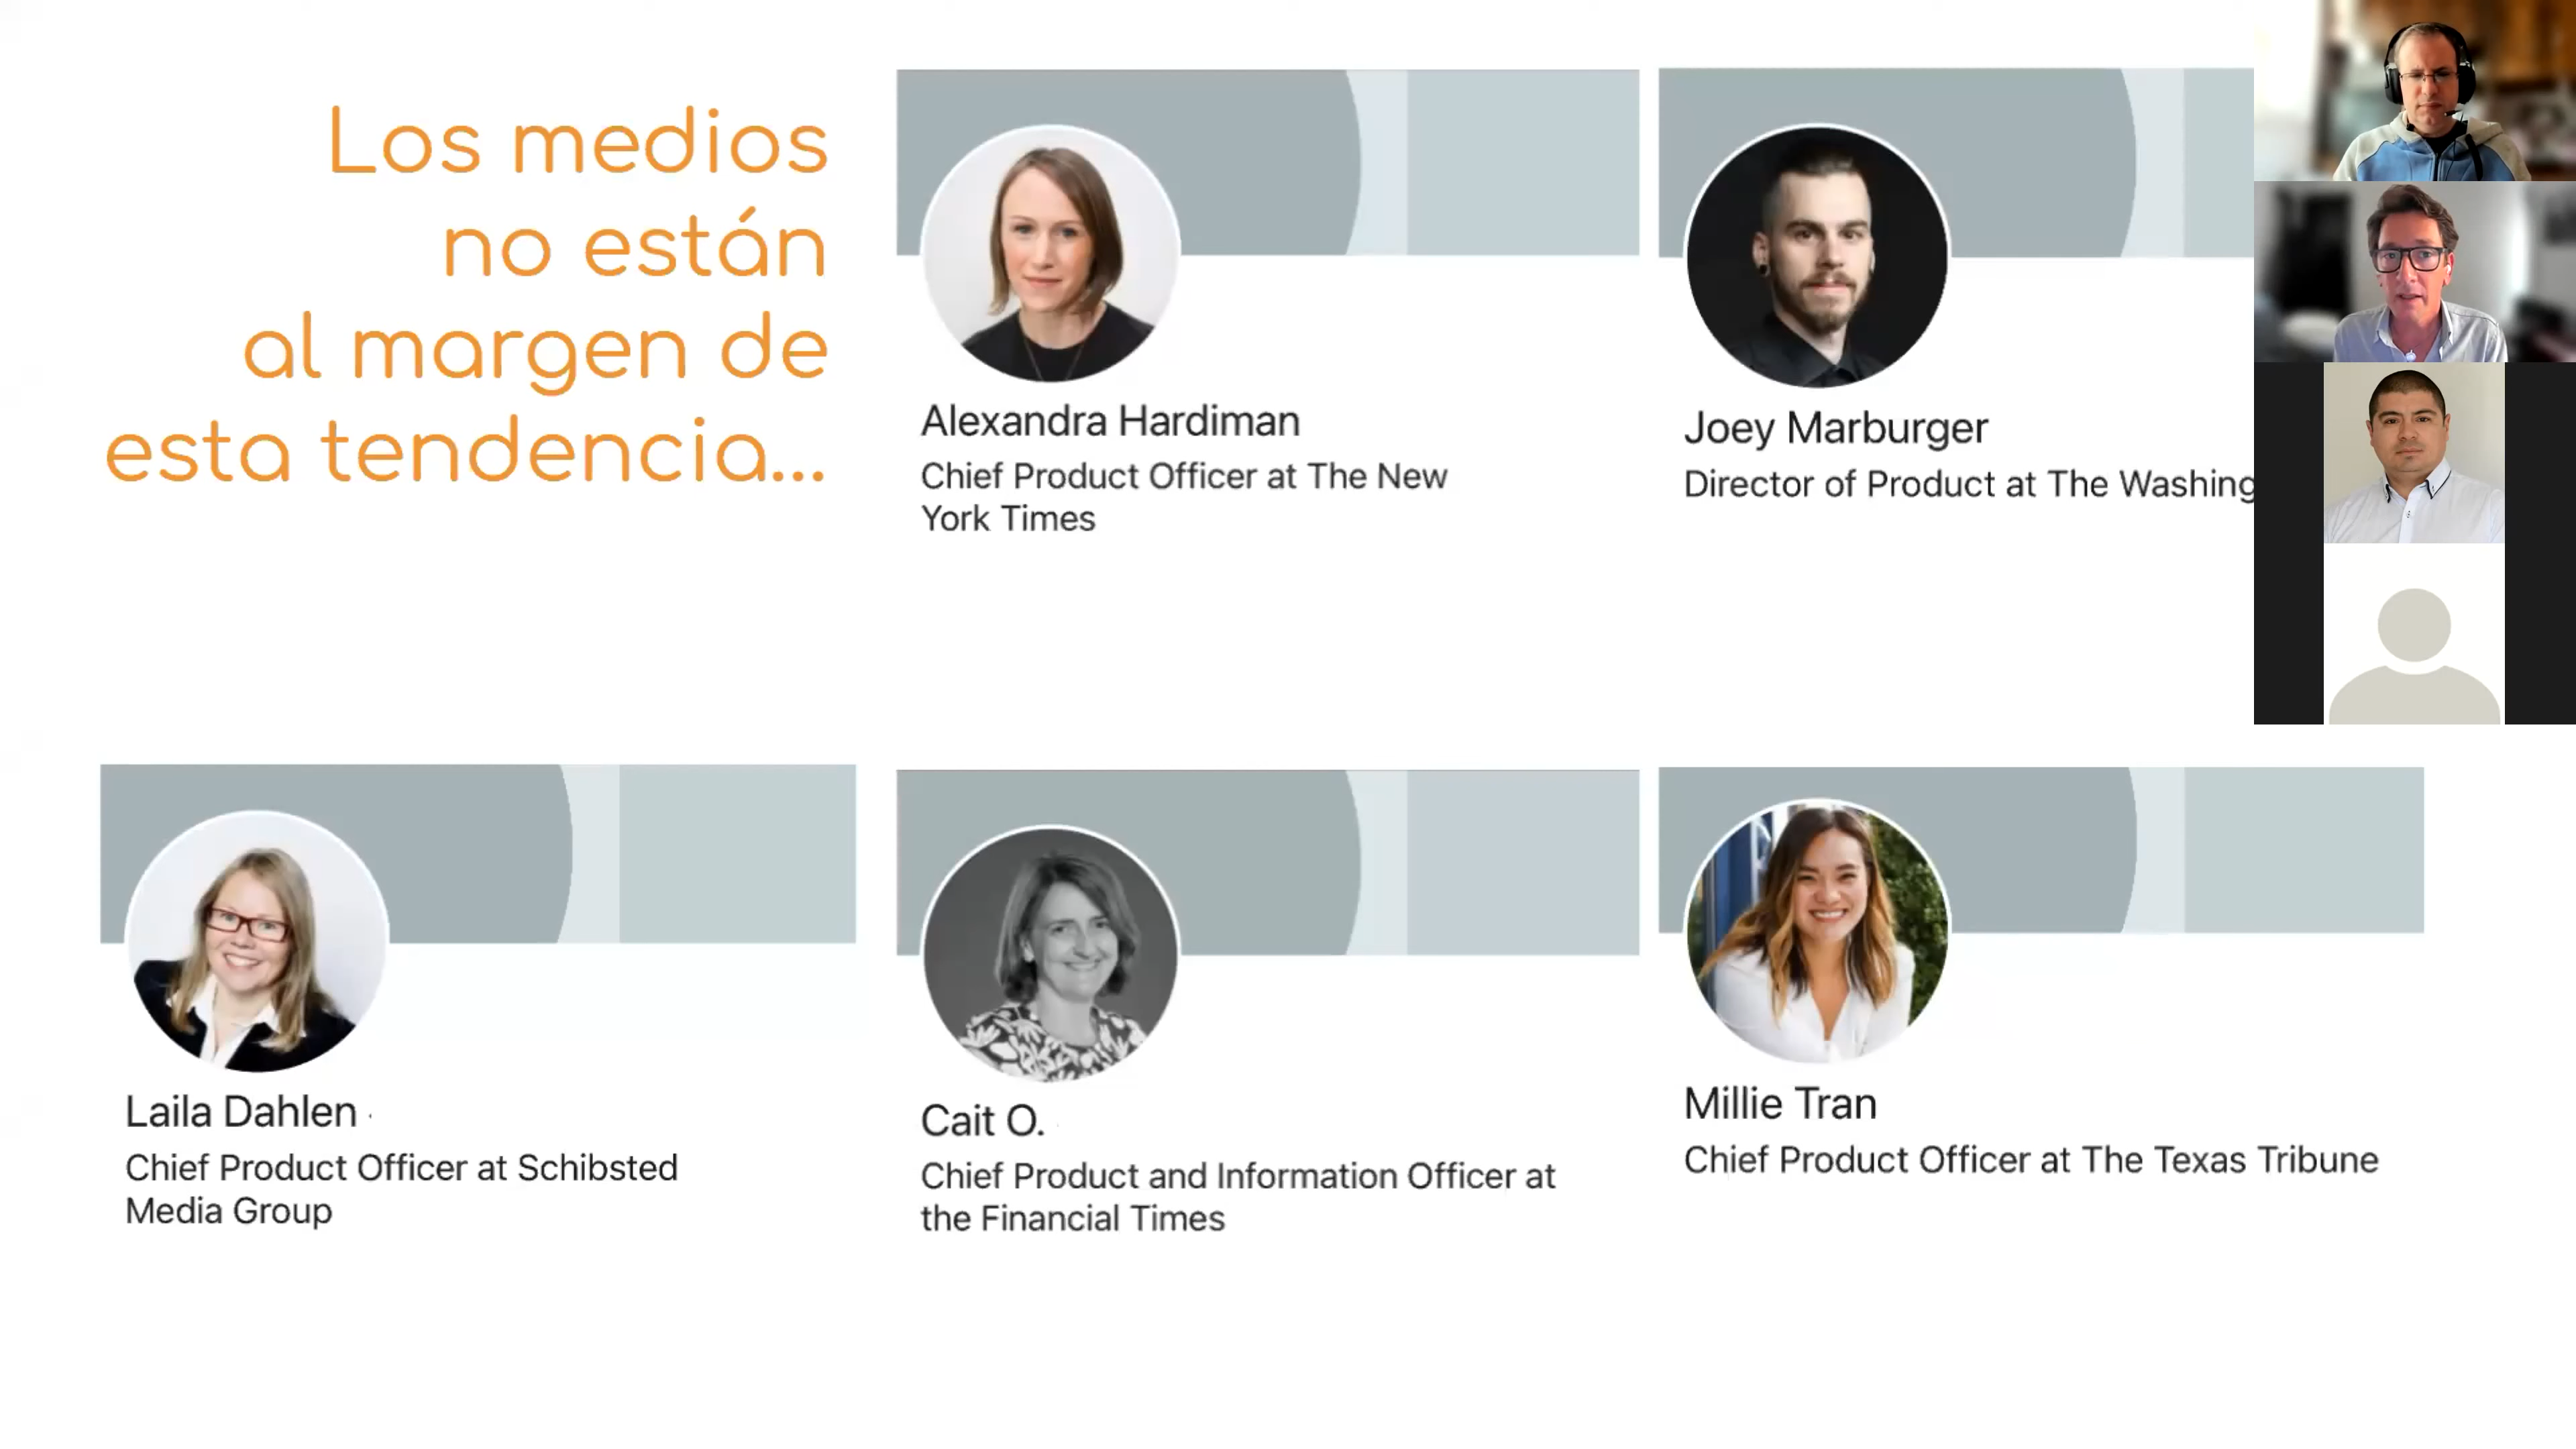 Los medios
no están
al margen de
esta tendencia...
Alexandra Hardiman
Chief Product Officer at The New
York Times
Joey Marburger
Director of Product at The Washing
Laila Dahlen
Chief Product Officer at Schibsted
Media Group
Cait O.
Chief Product and Information Officer at
the Financial Times
Millie Tran
Chief Product Officer at The Texas Tribune